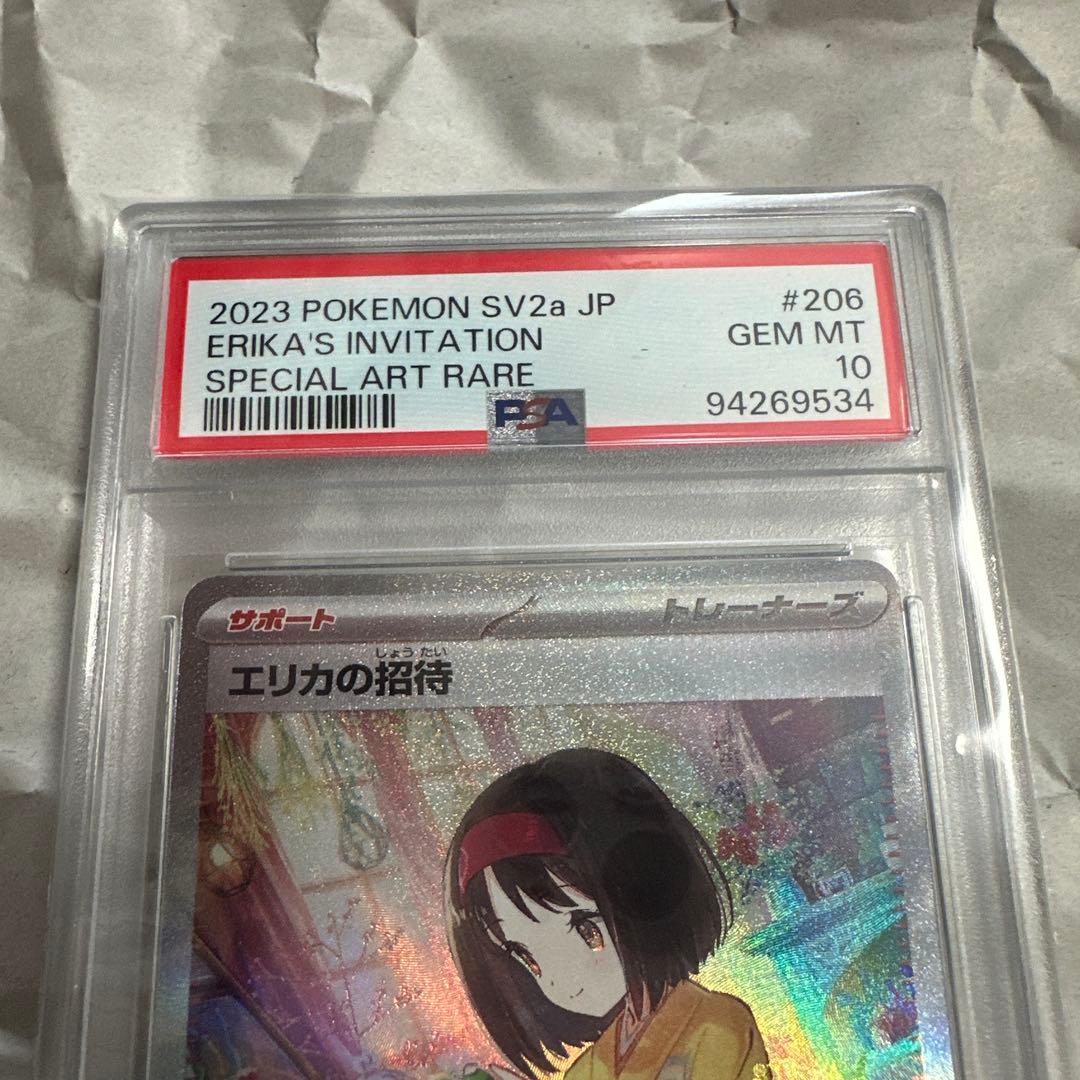 2023 POKEMON SV2a JP #206
ERIKA'S INVITATION GEM MT
SPECIAL ART RARE 10
PSA 94269534
サポート トレーナーズ
しょうたい
エリカの招待